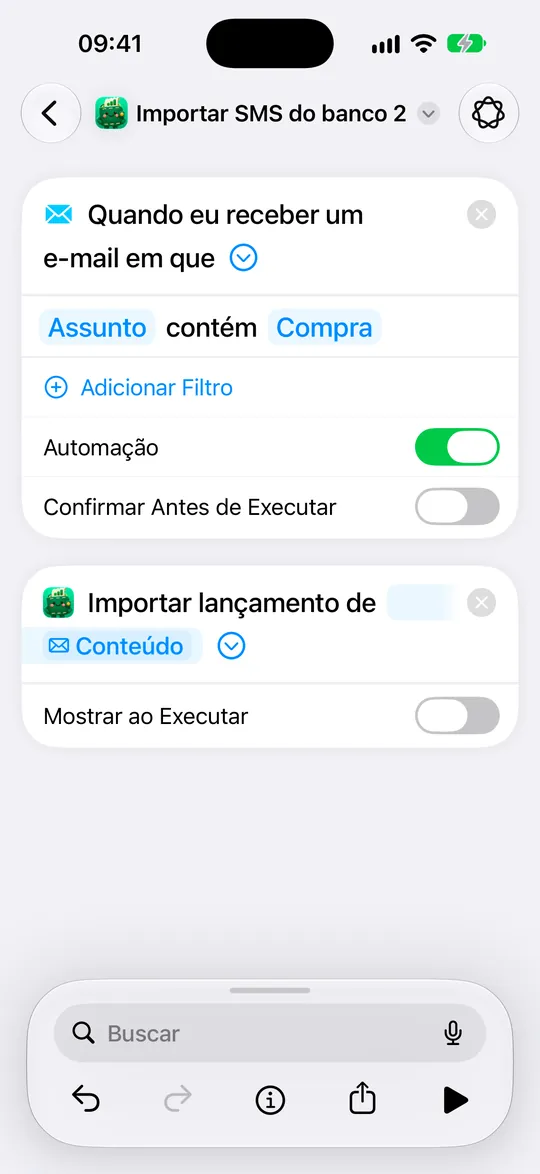 09:41
Importar SMS do banco 2
Quando eu receber um
e-mail em que
Assunto contém Compra
Adicionar Filtro
Automação
Confirmar Antes de Executar
Importar lançamento de
Conteúdo
Mostrar ao Executar
Buscar